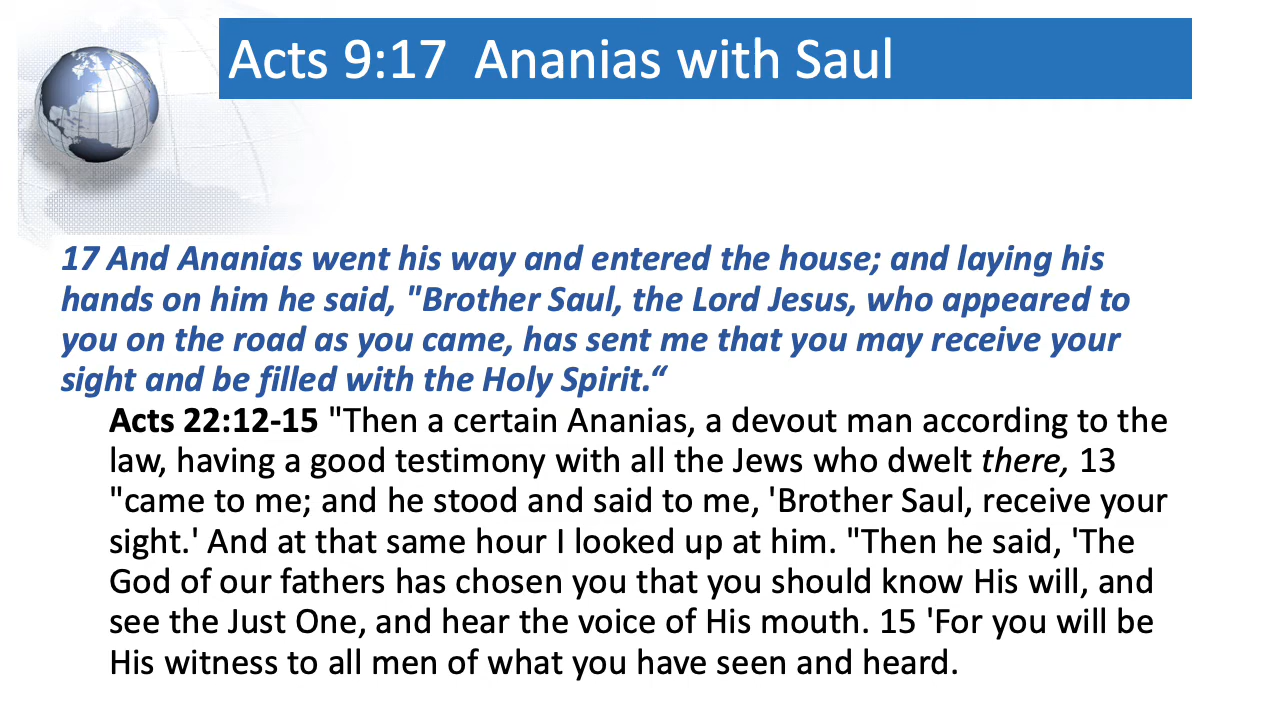 Acts 9:17  Ananias with Saul
17 And Ananias went his way and entered the house; and laying his
hands on him he said, "Brother Saul, the Lord Jesus, who appeared to
you on the road as you came, has sent me that you may receive your
sight and be filled with the Holy Spirit.“
Acts 22:12-15 "Then a certain Ananias, a devout man according to the
law, having a good testimony with all the Jews who dwelt there, 13
"came to me; and he stood and said to me, 'Brother Saul, receive your
sight.' And at that same hour I looked up at him. "Then he said, 'The
God of our fathers has chosen you that you should know His will, and
see the Just One, and hear the voice of His mouth. 15 'For you will be
His witness to all men of what you have seen and heard.